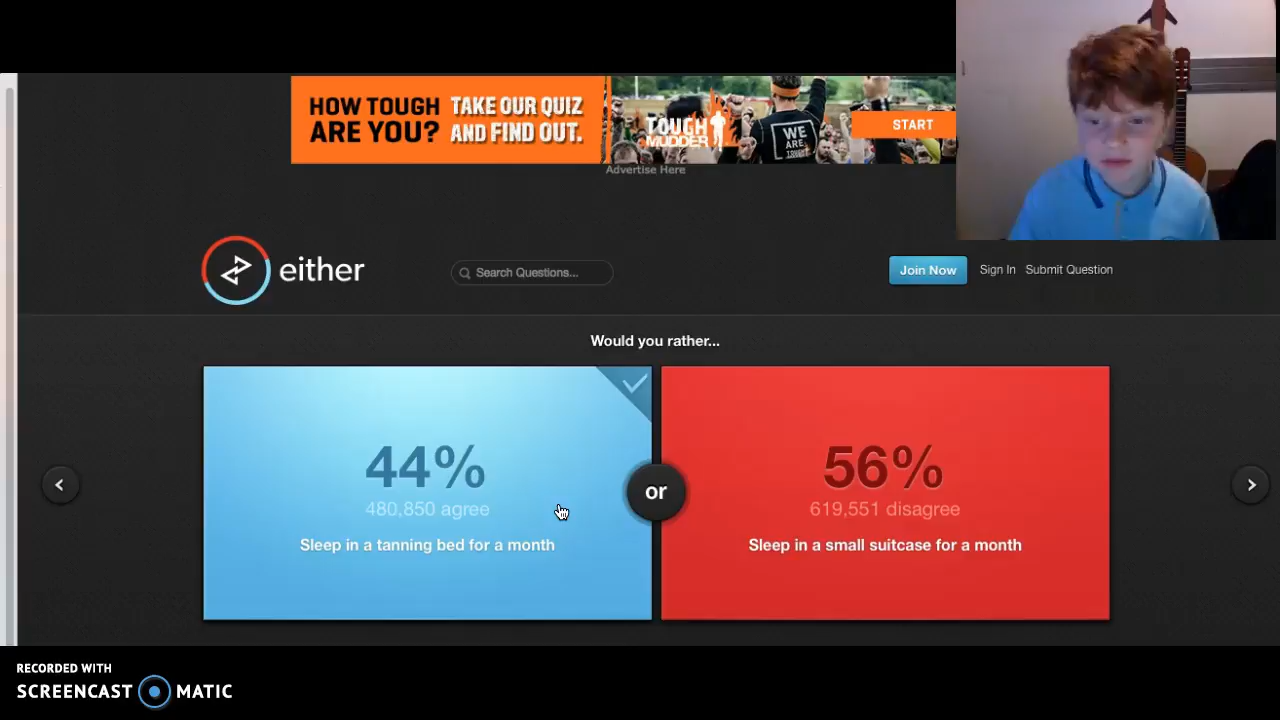 HOW TOUGH TAKE OUR QUIZ
ARE YOU? AND FIND OUT.
TOUGH
MUDDER
WE
ARE
START
Advertise Here
either
Search Questions...
Join Now
Sign In
Submit Question
Would you rather...
44%
480,850 agree
Sleep in a tanning bed for a month
or
56%
619,551 disagree
Sleep in a small suitcase for a month
RECORDED WITH
SCREENCAST MATIC